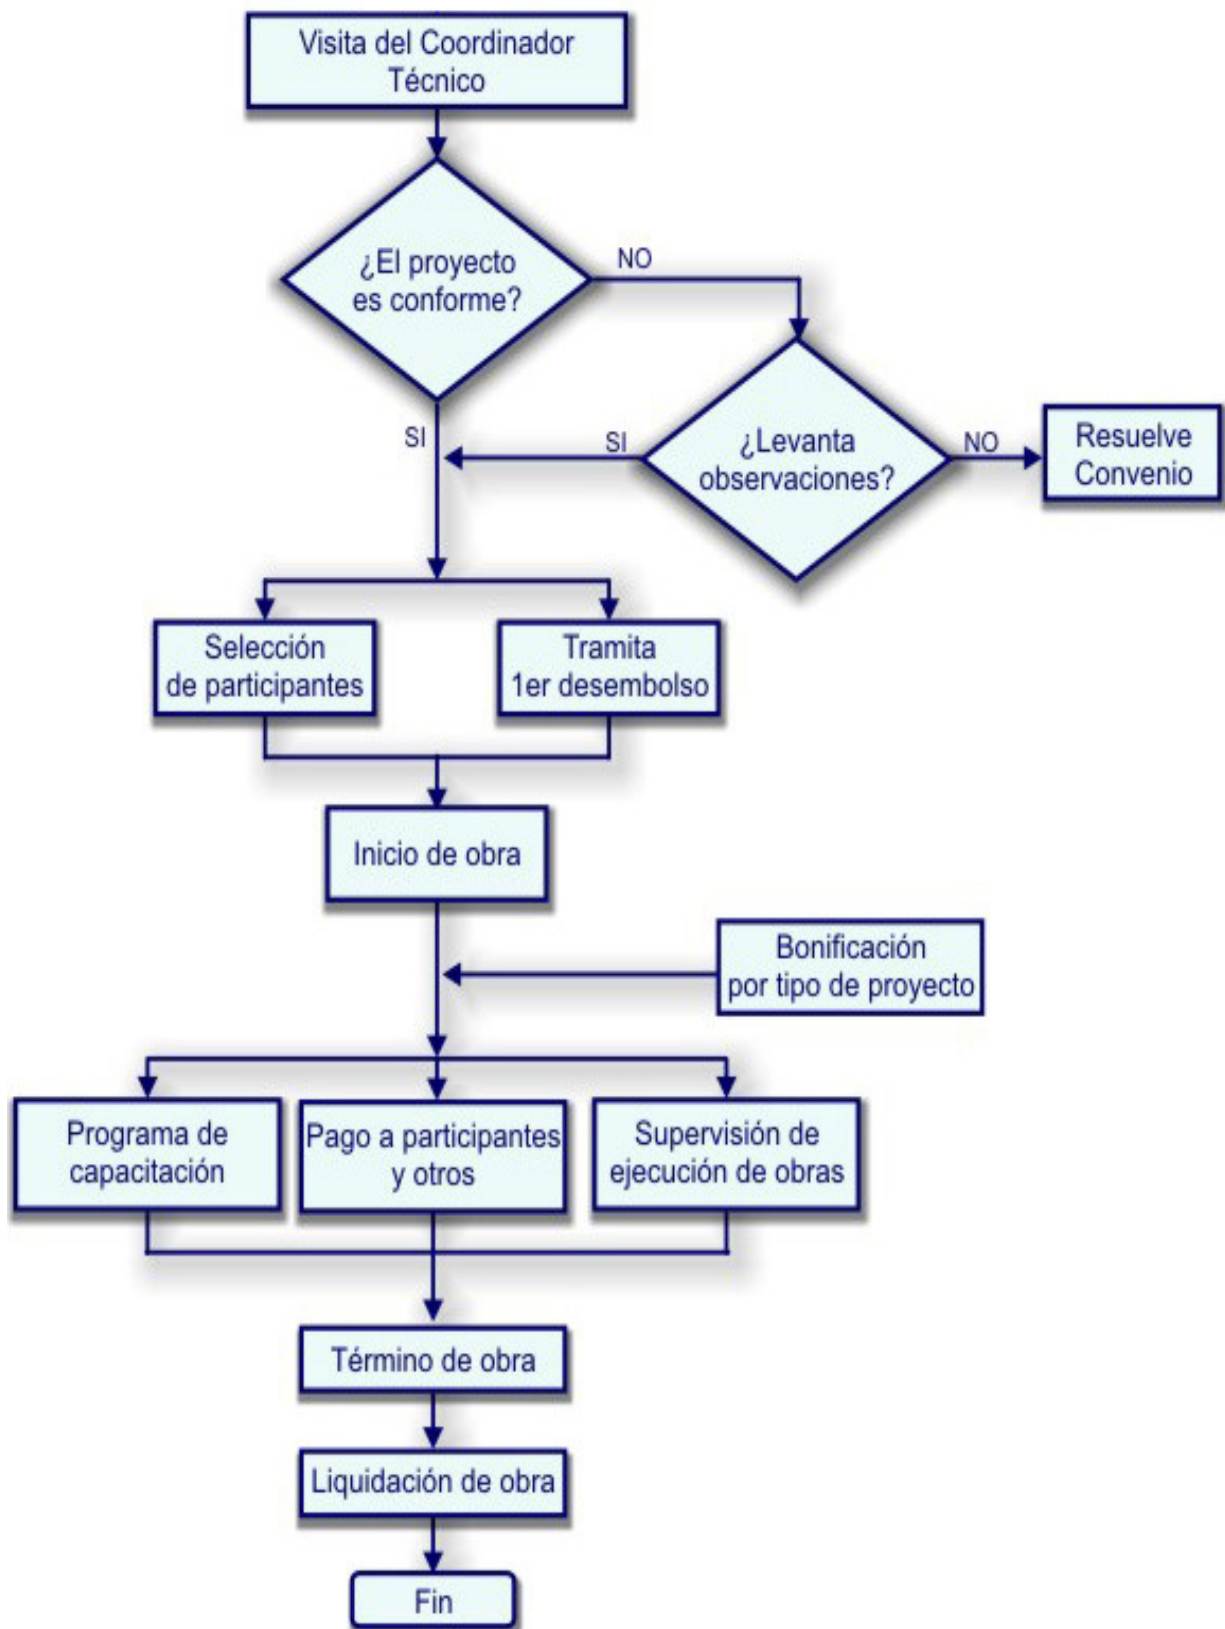 Visita del Coordinador
Técnico
¿El proyecto
es conforme?
NO
SI
SI
¿Levanta
observaciones?
NO
Resuelve
Convenio
Selección
de participantes
Tramita
1er desembolso
Inicio de obra
Bonificación
por tipo de proyecto
Programa de
capacitación
Pago a participantes
y otros
Supervisión de
ejecución de obras
Término de obra
Liquidación de obra
Fin